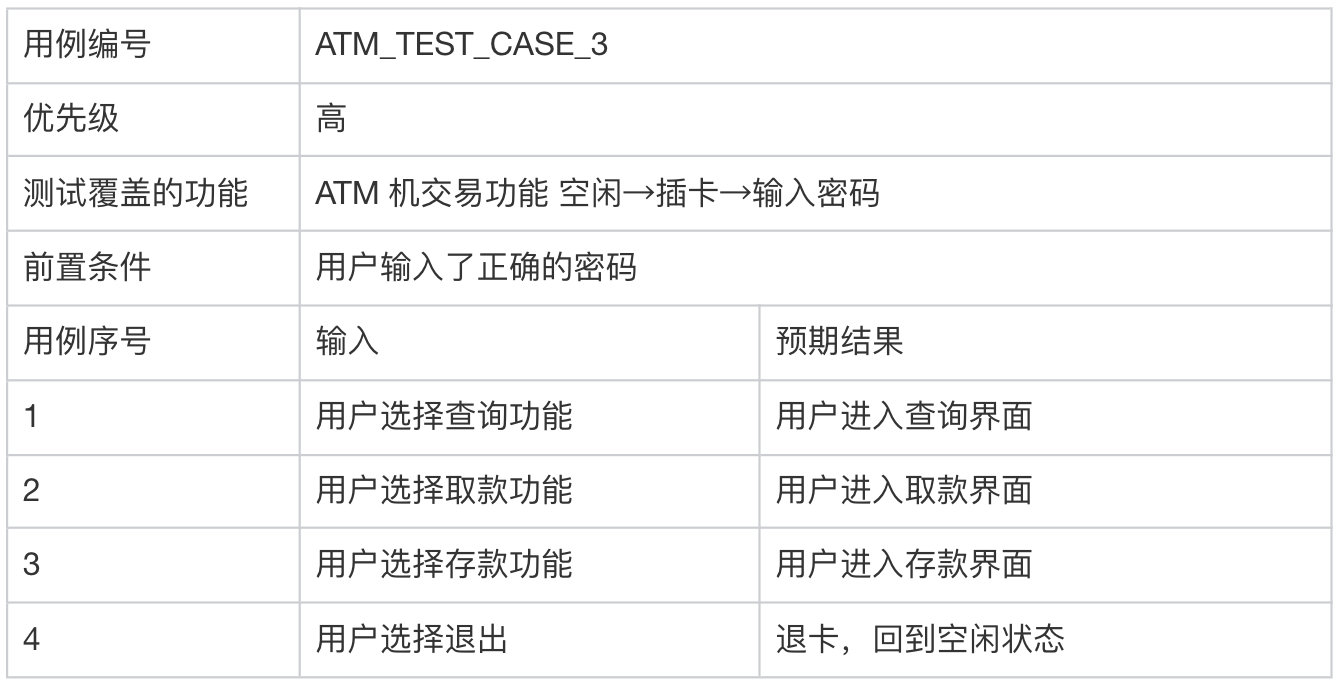 用例编号 ATM_TEST_CASE_3
优先级 高
测试覆盖的功能 ATM 机交易功能 空闲→插卡→输入密码
前置条件 用户输入了正确的密码
用例序号 输入 预期结果
1 用户选择查询功能 用户进入查询界面
2 用户选择取款功能 用户进入取款界面
3 用户选择存款功能 用户进入存款界面
4 用户选择退出 退卡，回到空闲状态